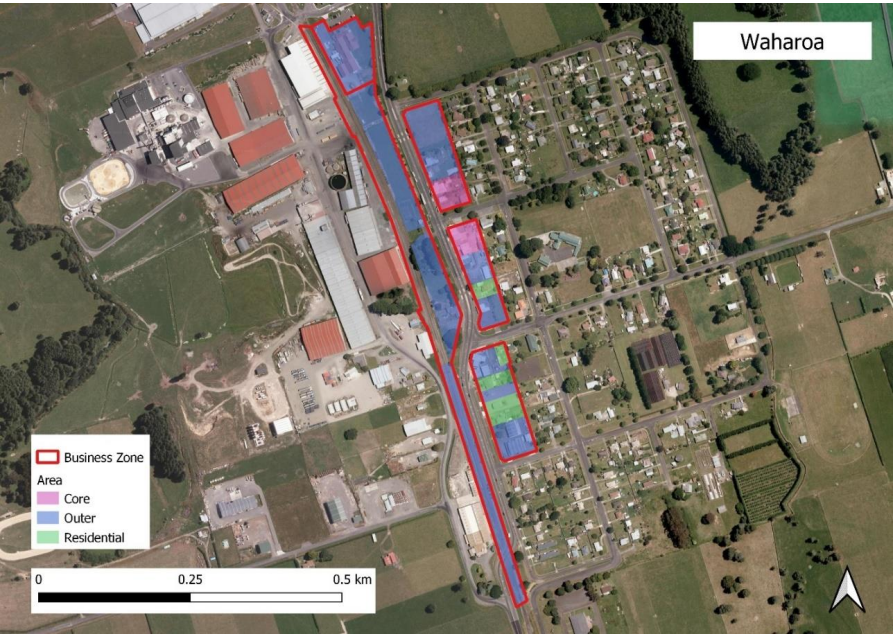 Waharoa
Business Zone
Area
Core
Outer
Residential
0 0.25 0.5 km